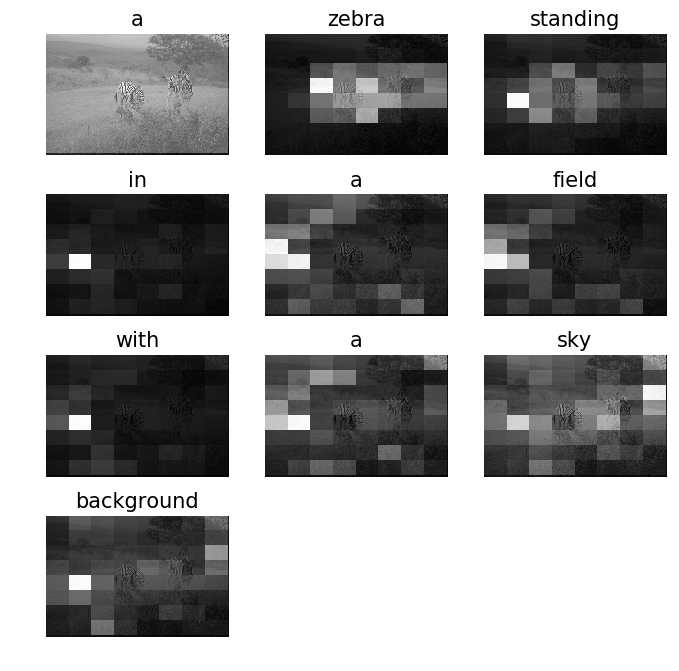 a zebra standing
in a field
with a sky
background